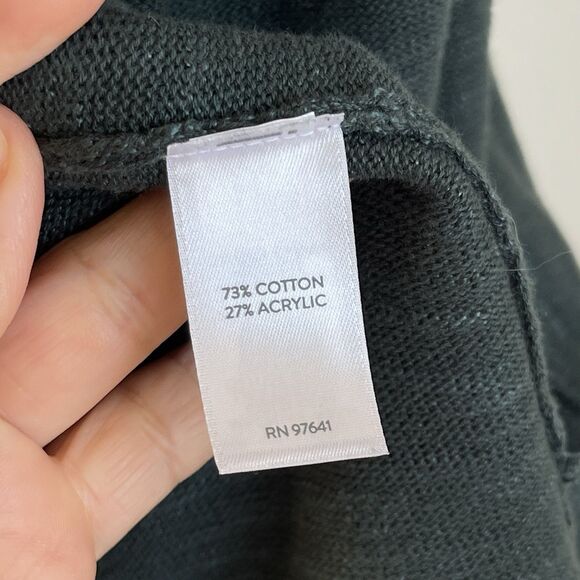 73% COTTON
27% ACRYLIC
RN 97641